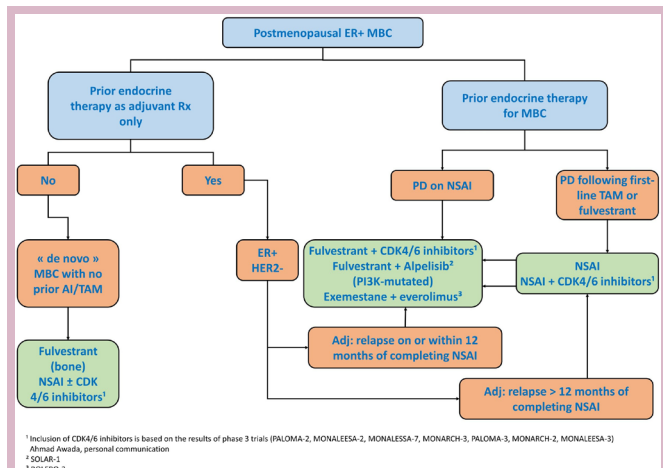 Postmenopausal ER+ MBC
Prior endocrine
therapy as adjuvant Rx
only
Prior endocrine therapy
for MBC
No
Yes
PD on NSAI
PD following first-
line TAM or
fulvestrant
« de novo »
MBC with no
prior AI/TAM
ER+
HER2-
Fulvestrant + CDK4/6 inhibitors¹
Fulvestrant + Alpelisib²
(PI3K-mutated)
Exemestane + everolimus³
NSAI
NSAI + CDK4/6 inhibitors¹
Fulvestrant
(bone)
NSAI ± CDK
4/6 inhibitors¹
Adj: relapse on or within 12
months of completing NSAI
Adj: relapse > 12 months of
completing NSAI
¹ Inclusion of CDK4/6 inhibitors is based on the results of phase 3 trials (PALOMA-2, MONALEESA-2, MONALESSA-7, MONARCH-3, PALOMA-3, MONARCH-2, MONALEESA-3)
Ahmad Awada, personal communication
² SOLAR-1